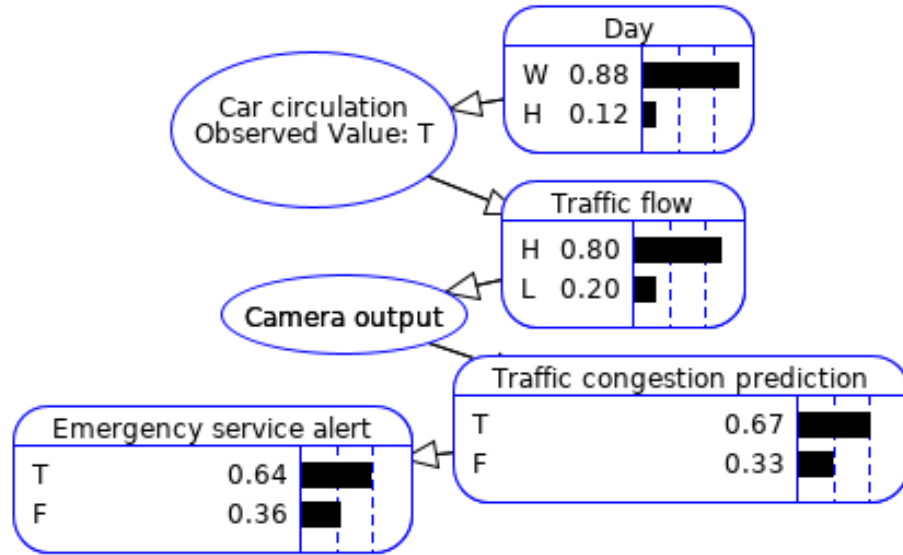 Day
W 0.88
H 0.12
Car circulation
Observed Value: T
Traffic flow
H 0.80
L 0.20
Camera output
Traffic congestion prediction
T 0.67
F 0.33
Emergency service alert
T 0.64
F 0.36